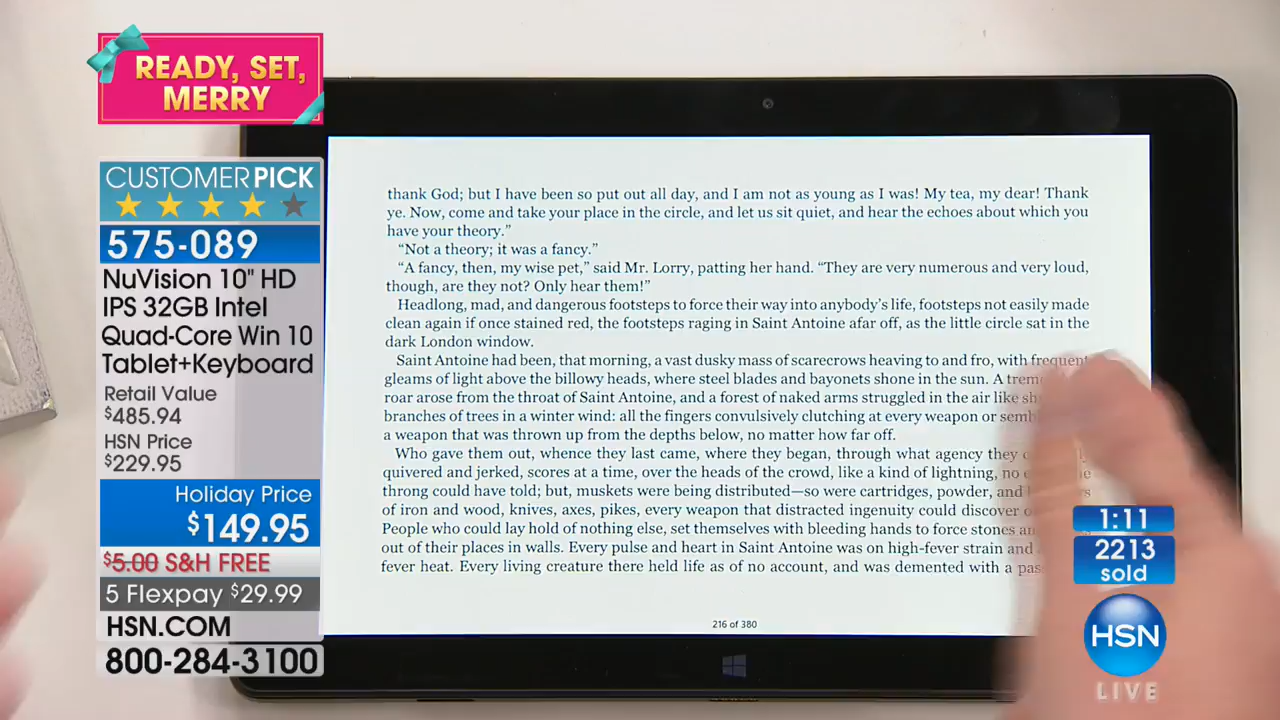 READY, SET,
MERRY
CUSTOMER PICK
575-089
NuVision 10" HD
IPS 32GB Intel
Quad-Core Win 10
Tablet+Keyboard
Retail Value
$485.94
HSN Price
$229.95
Holiday Price
$149.95
$5.00 S&H FREE
5 Flexpay $29.99
HSN.COM
800-284-3100
thank God; but I have been so put out all day, and I am not as young as I was! My tea, my dear! Thank
ye. Now, come and take your place in the circle, and let us sit quiet, and hear the echoes about which you
have your theory.”
“Not a theory; it was a fancy.”
“A fancy, then, my wise pet,” said Mr. Lorry, patting her hand. “They are very numerous and very loud,
though, are they not? Only hear them!”
Headlong, mad, and dangerous footsteps to force their way into anybody’s life, footsteps not easily made
clean again if once stained red, the footsteps raging in Saint Antoine afar off, as the little circle sat in the
dark London window.
Saint Antoine had been, that morning, a vast dusky mass of scarecrows heaving to and fro, with frequent
gleams of light above the billowy heads, where steel blades and bayonets shone in the sun. A
roar arose from the throat of Saint Antoine, and a forest of naked arms struggled in the air like
branches of trees in a winter wind: all the fingers convulsively clutching at every weapon or
a weapon that was thrown up from the depths below, no matter how far off.
Who gave them out, whence they last came, where they began, through what agency they
quivered and jerked, scores at a time, over the heads of the crowd, like a kind of lightning, no
throng could have told; but, muskets were being distributed—so were cartridges, powder, and
of iron and wood, knives, axes, pikes, every weapon that distracted ingenuity could discover
People who could lay hold of nothing else, set themselves with bleeding hands to force stones
out of their places in walls. Every pulse and heart in Saint Antoine was on high-fever strain and
fever heat. Every living creature there held life as of no account, and was demented with a
216 of 380
1:11
2213
sold
HSN
LIVE